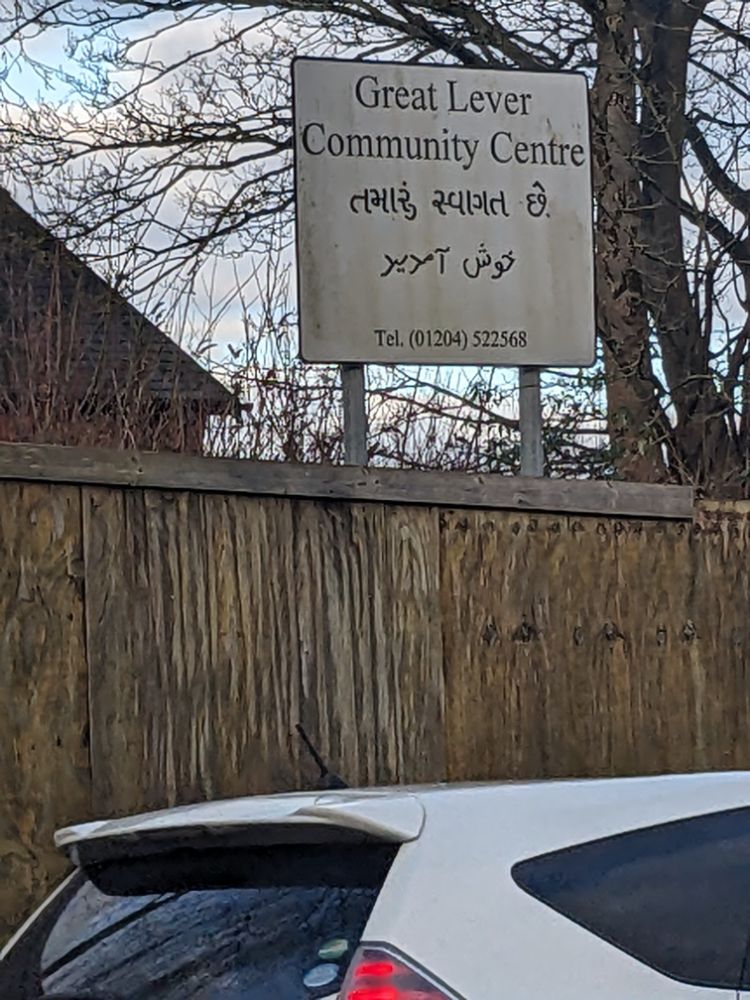 Great Lever
Community Centre
તમારું સ્વાગત છે.
خوش آمدید
Tel. (01204) 522568